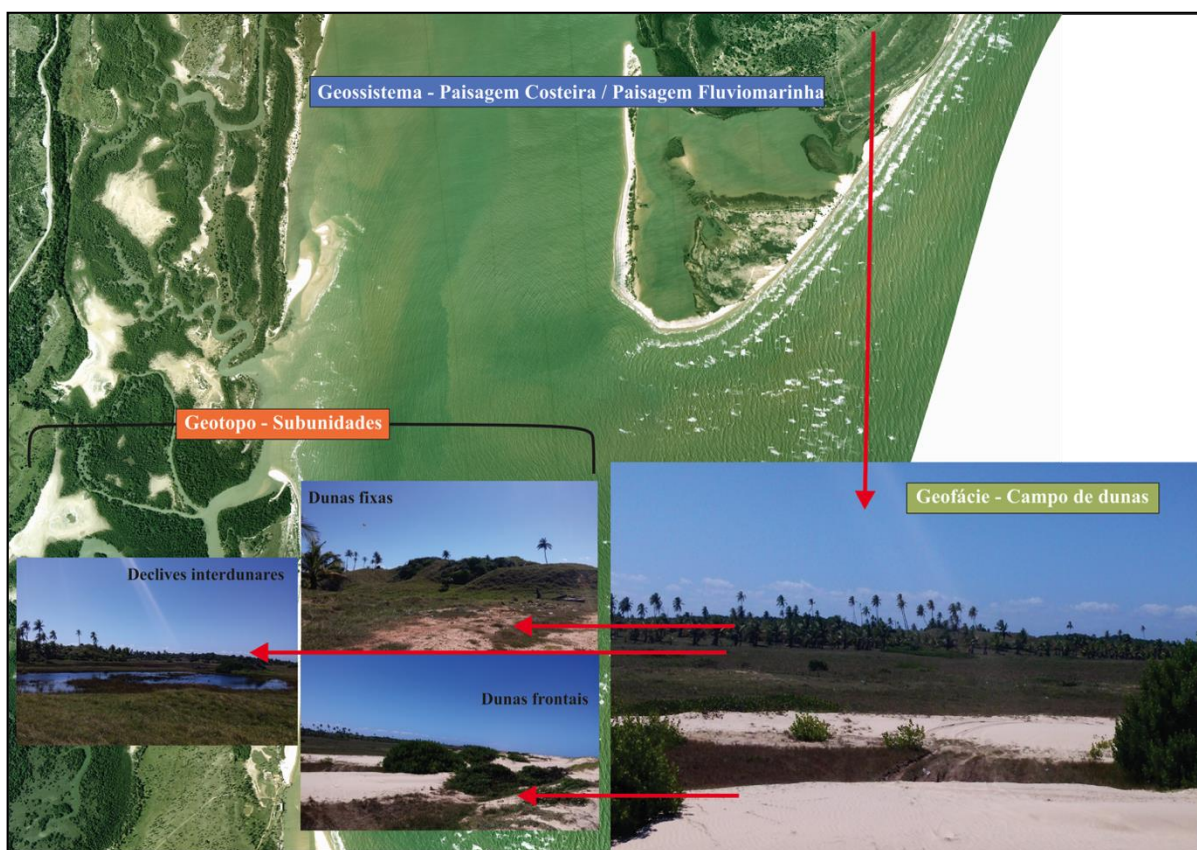 Geossistema - Paisagem Costeira / Paisagem Fluviomarinha
Geotopo - Subunidades
Dunas fixas
Geofácie - Campo de dunas
Declives interdunares
Dunas frontais